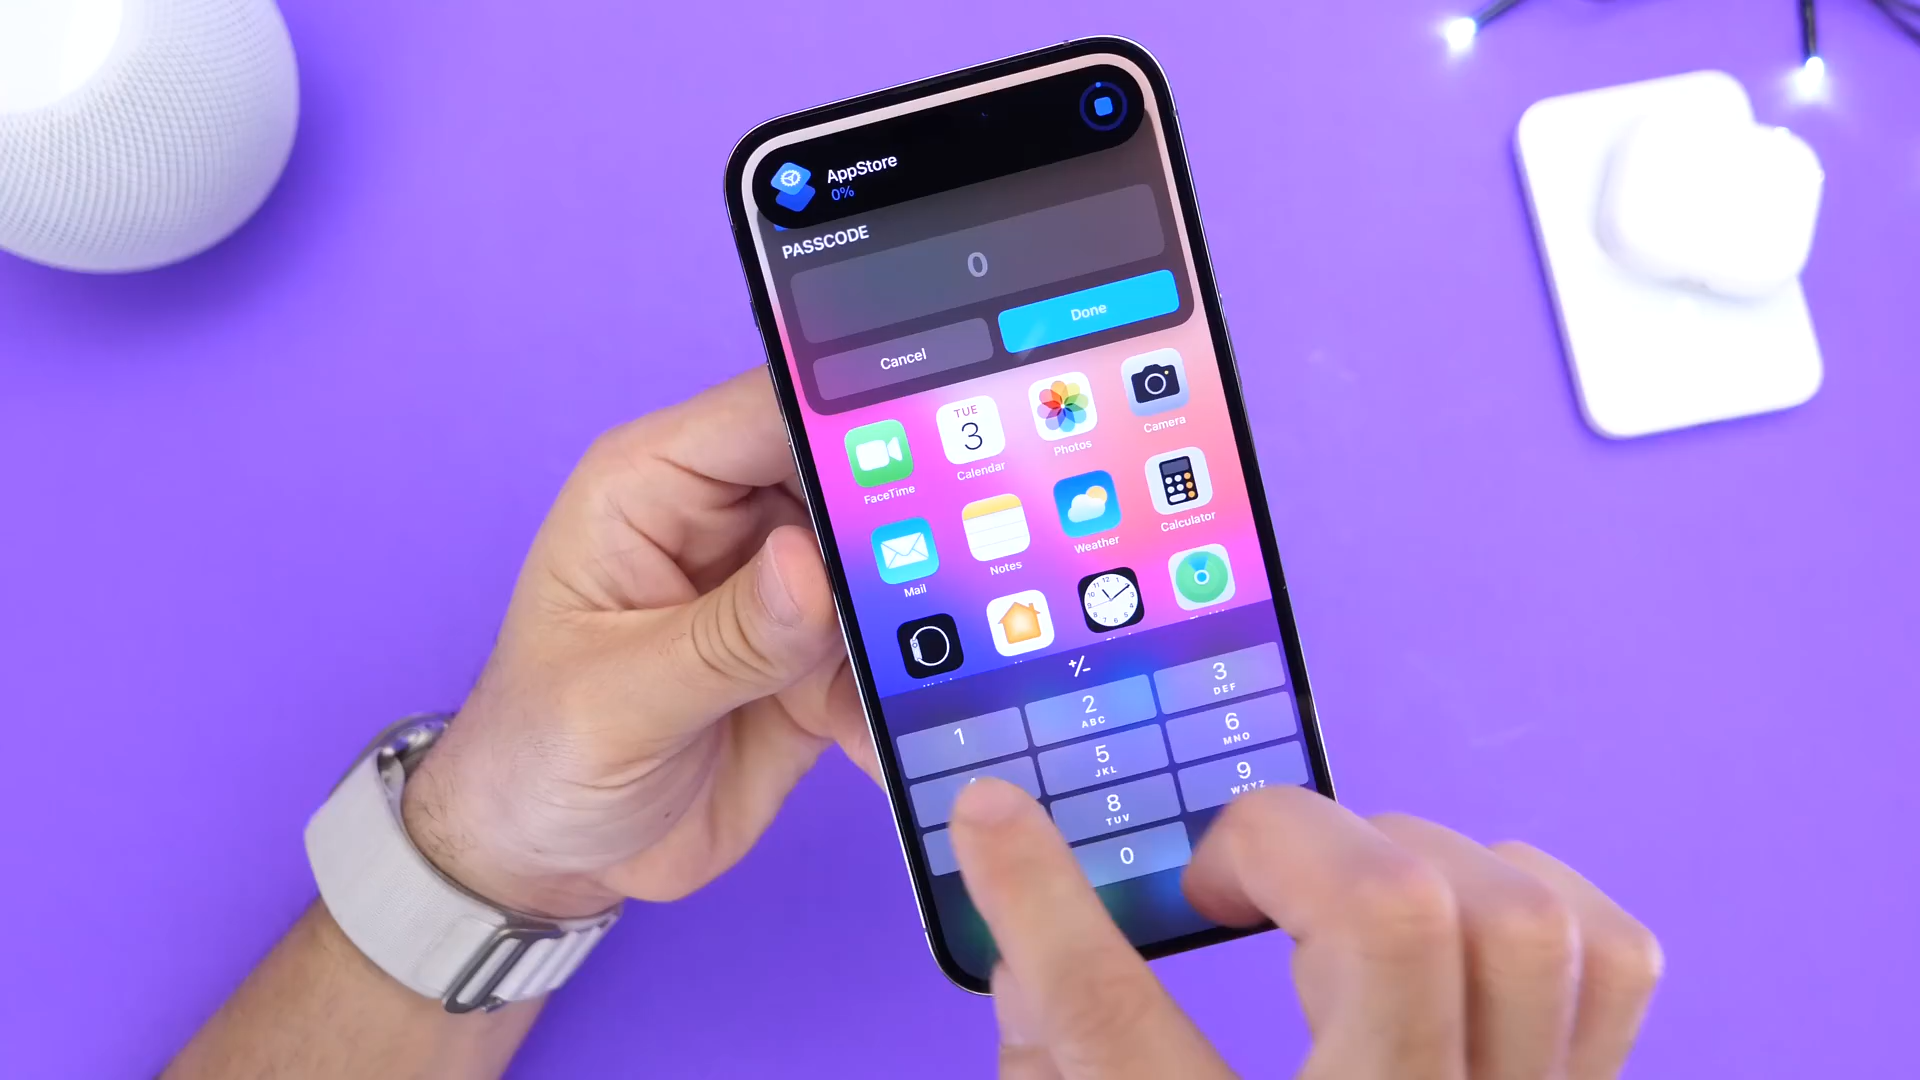 AppStore
0%
PASSCODE
0
Cancel
Done
FaceTime
TUE
3
Calendar
Photos
Camera
Mail
Notes
Weather
Calculator
+/-
1
2
ABC
3
DEF
5
JKL
6
MNO
8
TUV
9
WXYZ
0